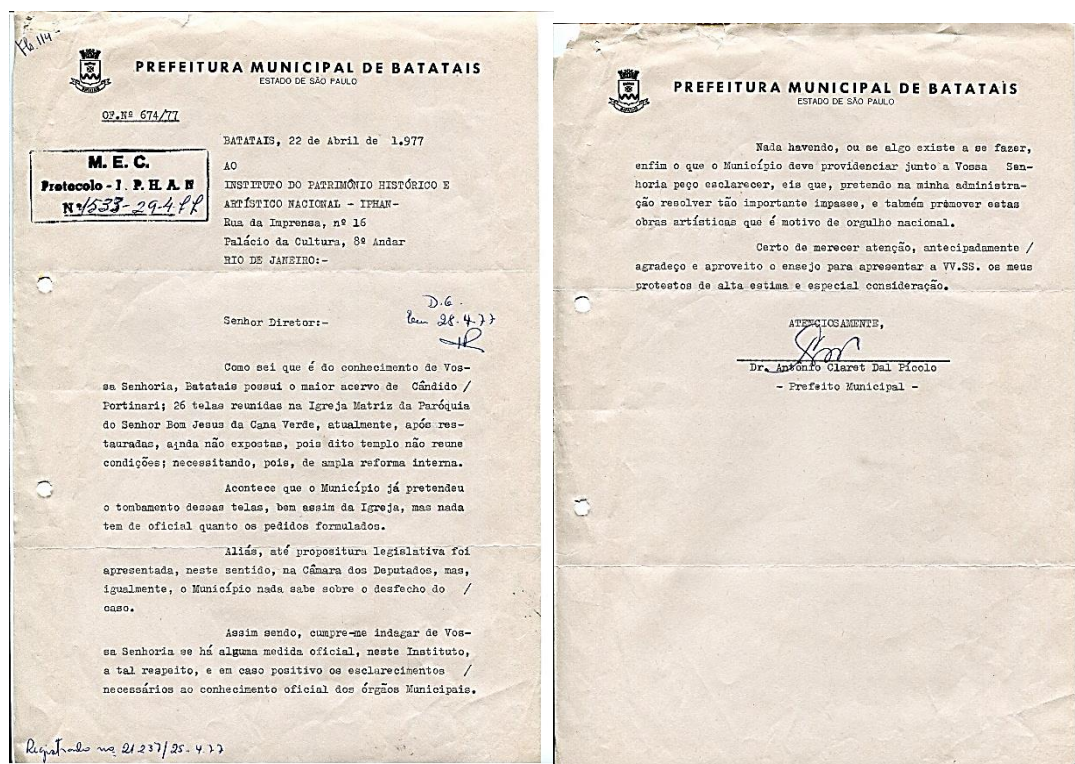 Fls. 114
PREFEITURA MUNICIPAL DE BATATAIS
ESTADO DE SÃO PAULO
OF.Nº 674/77
BATATAIS, 22 de Abril de 1.977
M. E. C.
Protocolo - I. P. H. A. N
Nº 1533-29-4-77
AO
INSTITUTO DO PATRIMÔNIO HISTÓRICO E
ARTÍSTICO NACIONAL - IPHAN-
Rua da Imprensa, nº 16
Palácio da Cultura, 8º Andar
RIO DE JANEIRO:-
D.G.
Em 28.4.77
Senhor Diretor:-
Como sei que é do conhecimento de Vos-
sa Senhoria, Batatais possui o maior acervo de Cândido /
Portinari; 26 telas reunidas na Igreja Matriz da Paróquia
do Senhor Bom Jesus da Cana Verde, atualmente, após res-
tauradas, ainda não expostas, pois dito templo não reune
condições; necessitando, pois, de ampla reforma interna.
Acontece que o Município já pretendeu
o tombamento dessas telas, bem assim da Igreja, mas nada
tem de oficial quanto os pedidos formulados.
Aliás, até propositura legislativa foi
apresentada, neste sentido, na Câmara dos Deputados, mas,
igualmente, o Município nada sabe sobre o desfecho do /
caso.
Assim sendo, cumpre-me indagar de Vos-
sa Senhoria se há alguma medida oficial, neste Instituto,
a tal respeito, e em caso positivo os esclarecimentos /
necessários ao conhecimento oficial dos órgãos Municipais.
Registrado no 21237/25-4.77
PREFEITURA MUNICIPAL DE BATATAIS
ESTADO DE SÃO PAULO
Nada havendo, ou se algo existe a se fazer,
enfim o que o Município deve providenciar junto a Vossa Sen-
horia peço esclarecer, eis que, pretendo na minha administra-
ção resolver tão importante impasse, e também prómover estas
obras artísticas que é motivo de orgulho nacional.
Certo de merecer atenção, antecipadamente /
agradeço e aproveito o ensejo para apresentar a VV.SS. os meus
protestos de alta estima e especial consideração.
ATENCIOSAMENTE,
Dr. Antônio Claret Dal Pícolo
- Prefeito Municipal -